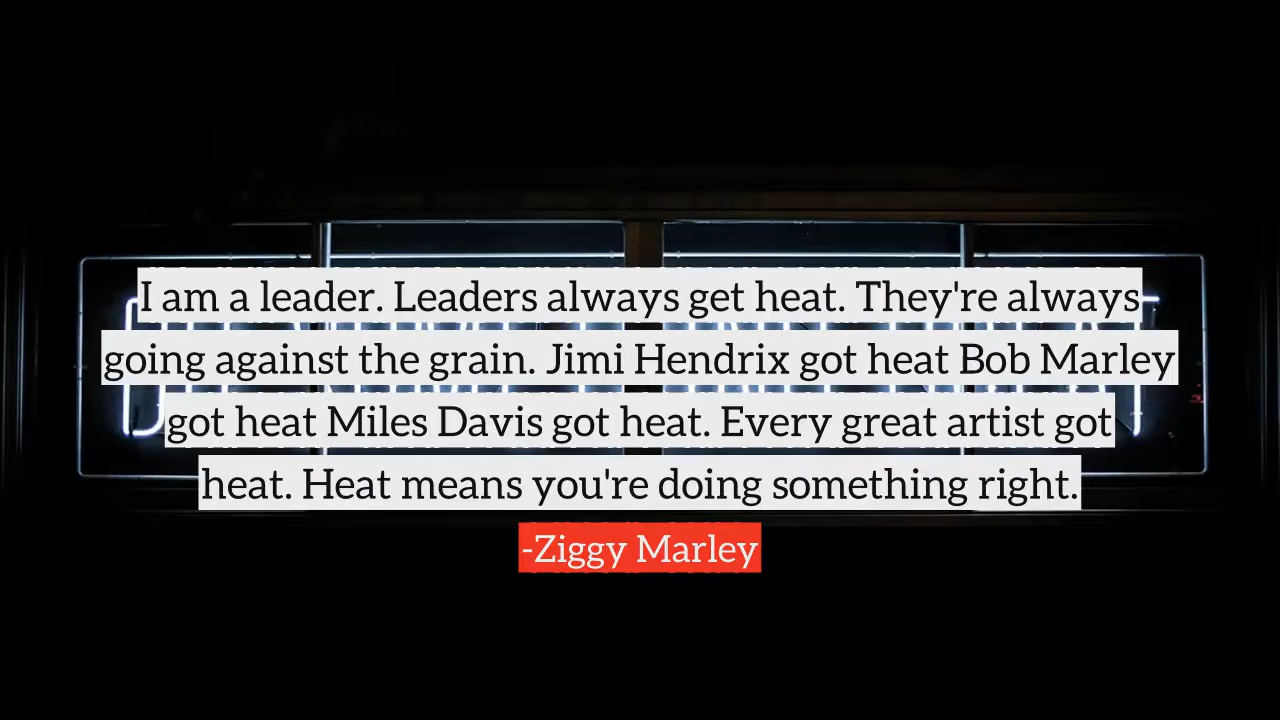 I am a leader. Leaders always get heat. They're always
going against the grain. Jimi Hendrix got heat Bob Marley
got heat Miles Davis got heat. Every great artist got
heat. Heat means you're doing something right.
-Ziggy Marley